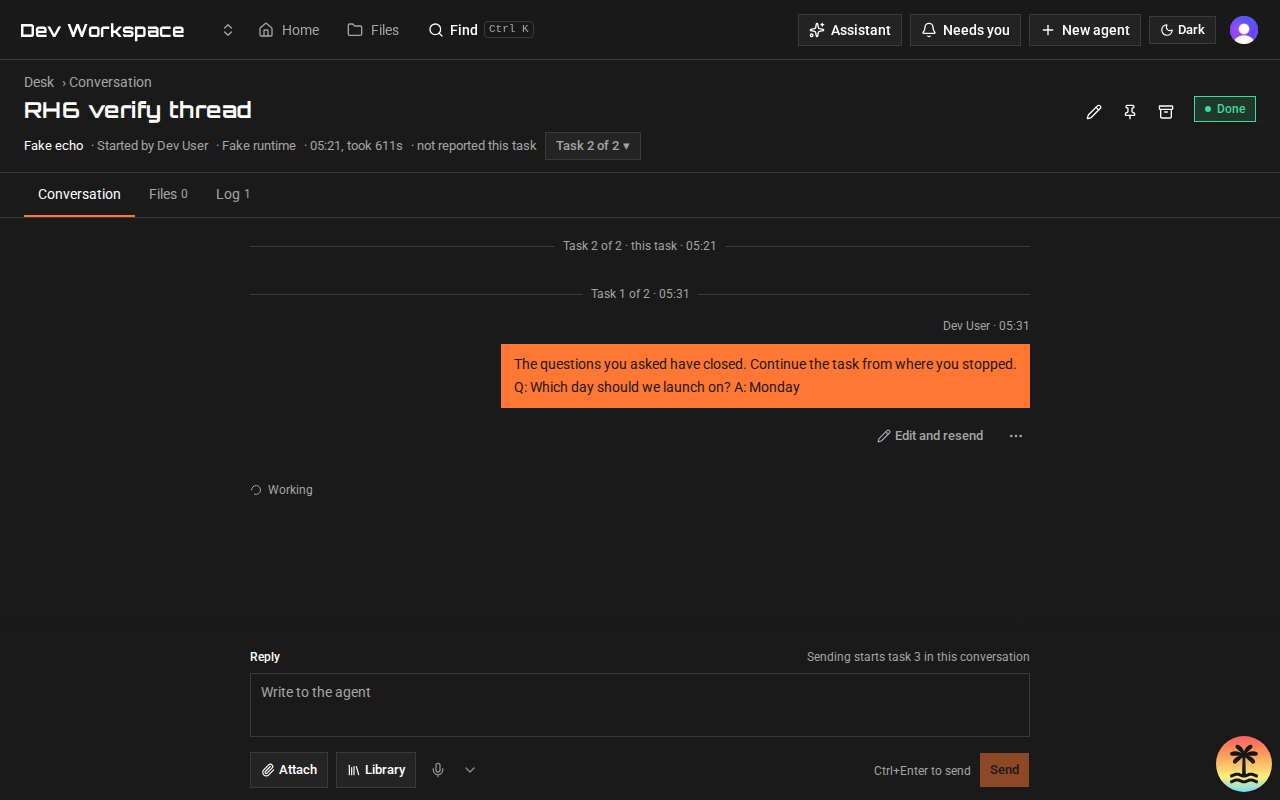 Dev Workspace
Home
Files
Find Ctrl K
Assistant
Needs you
New agent
Dark
Desk › Conversation
RH6 verify thread
Done
Fake echo · Started by Dev User · Fake runtime · 05:21, took 611s · not reported this task Task 2 of 2 ▾
Conversation
Files 0
Log 1
Task 2 of 2 · this task · 05:21
Task 1 of 2 · 05:31
Dev User · 05:31
The questions you asked have closed. Continue the task from where you stopped.
Q: Which day should we launch on? A: Monday
Edit and resend
Working
Reply
Sending starts task 3 in this conversation
Write to the agent
Attach
Library
Ctrl+Enter to send
Send